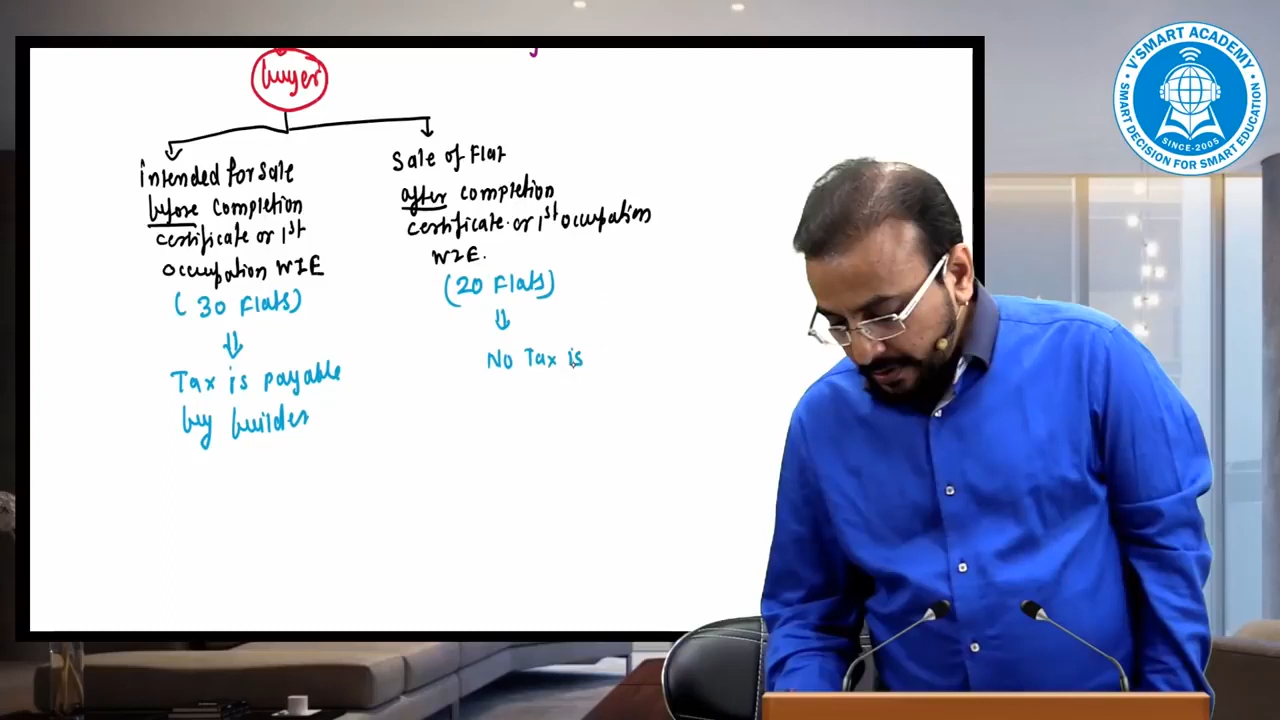 buyer
Intended for sale
before completion
certificate or 1st
occupation WIE
(30 Flats)
Tax is payable
by builder
Sale of Flat
after completion
certificate. or 1st occupation
WIE.
(20 Flats)
No Tax is
V'SMART ACADEMY
SINCE-2005
SMART DECISION FOR SMART EDUCATION